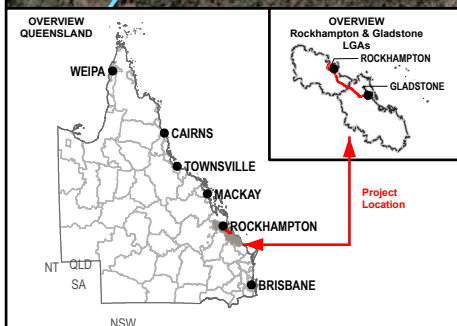 OVERVIEW
QUEENSLAND
WEIPA
CAIRNS
TOWNSVILLE
MACKAY
ROCKHAMPTON
BRISBANE
NT
QLD
SA
NSW
OVERVIEW
Rockhampton & Gladstone
LGAs
ROCKHAMPTON
GLADSTONE
Project
Location